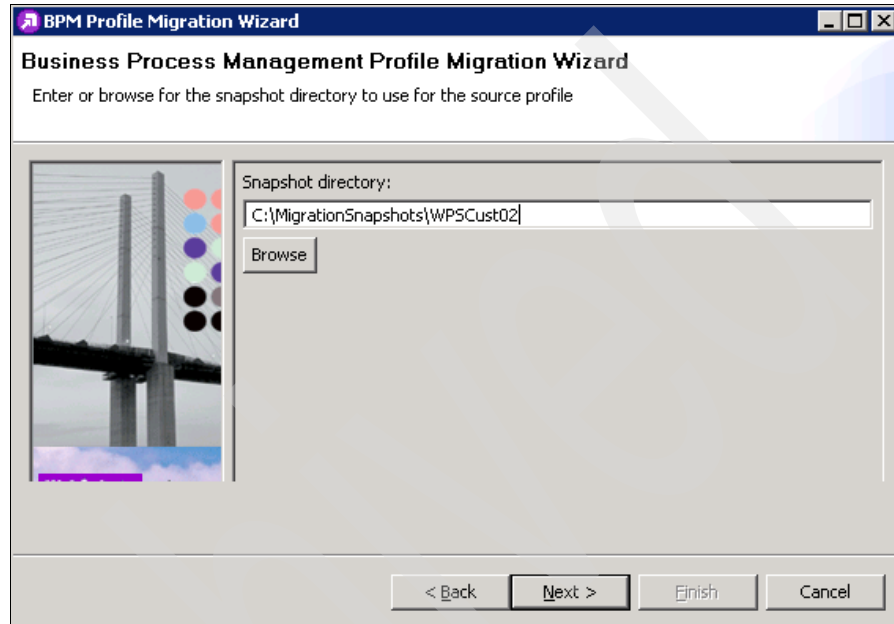 BPM Profile Migration Wizard
Business Process Management Profile Migration Wizard
Enter or browse for the snapshot directory to use for the source profile
Snapshot directory:
C:\MigrationSnapshots\WPSCust02
Browse
< Back
Next >
Finish
Cancel